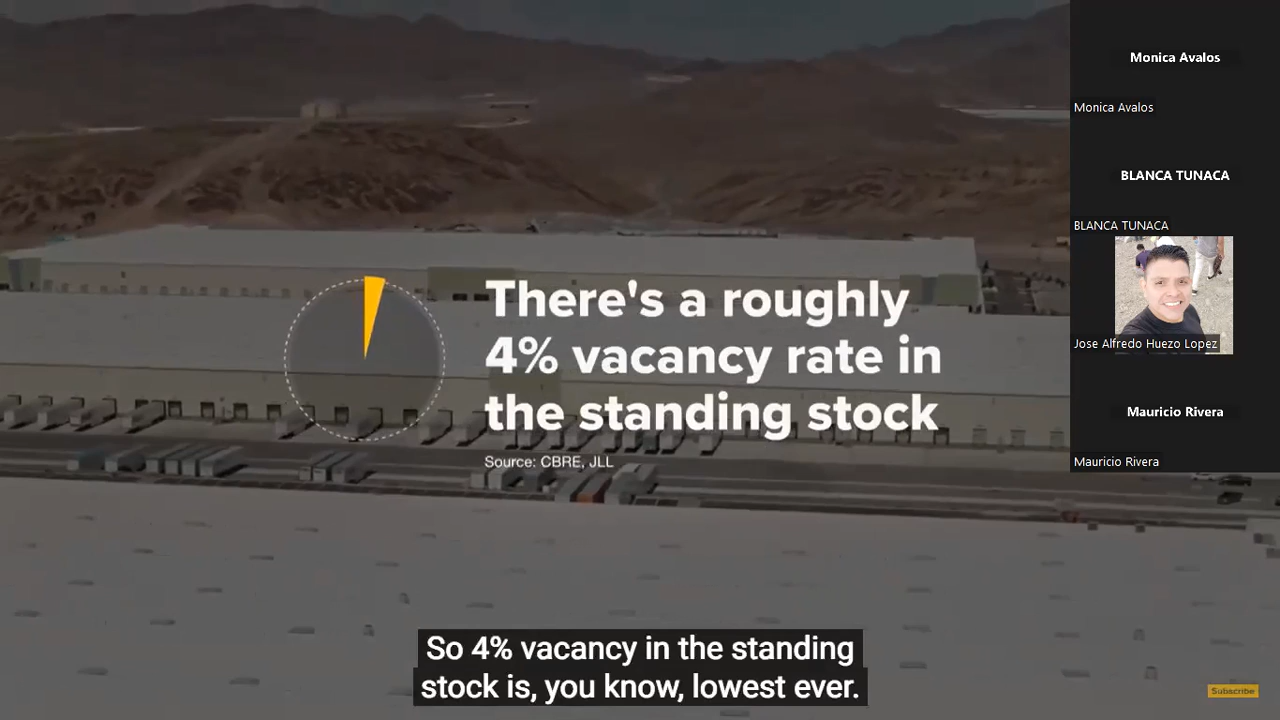 Monica Avalos
Monica Avalos
BLANCA TUNACA
BLANCA TUNACA
Jose Alfredo Huezo Lopez
Mauricio Rivera
Mauricio Rivera
There's a roughly
4% vacancy rate in
the standing stock
Source: CBRE, JLL
So 4% vacancy in the standing
stock is, you know, lowest ever.
Subscribe